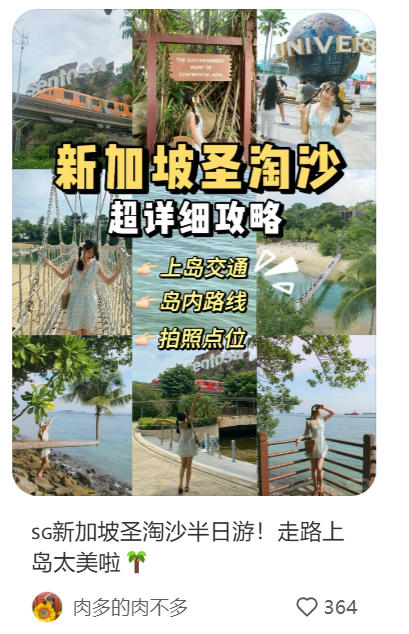 sentosa
THE SOUTHERNMOST
POINT OF
CONTINENTAL ASIA
UNIVERS
新加坡圣淘沙
超详细攻略
👉🏻上岛交通
👉🏻岛内路线
👉🏻拍照点位
sentosa
sG新加坡圣淘沙半日游！走路上
岛太美啦🌴
肉多的肉不多
364